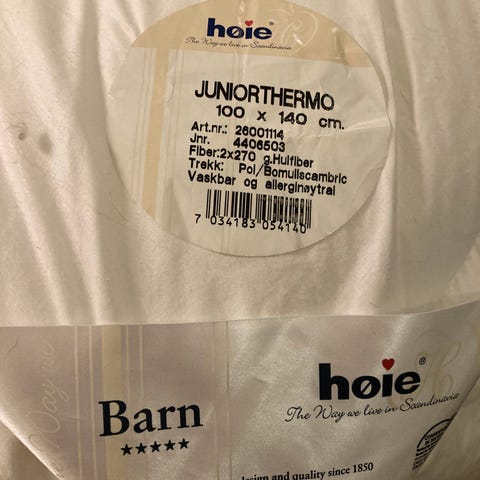 høie®
The Way we live in Scandinavia
JUNIORTHERMO
100 x 140 cm.
Art.nr.: 26001114
Jnr. 4406503
Fiber:2x270 g.Hulfiber
Trekk: Pol/Bomullscambric
Vaskbar og allerginøytral
7 034183 054140
Way we
Barn
★★★★★
høie®
The Way we live in Scandinavia
design and quality since 1850